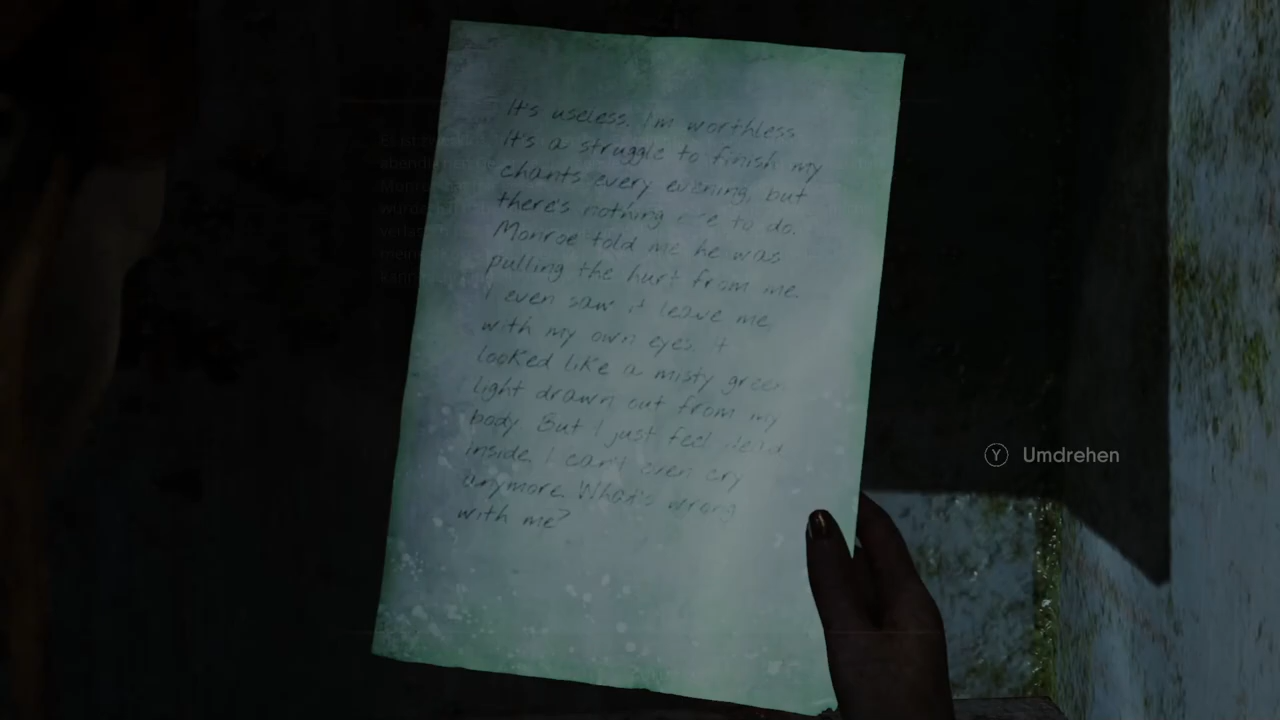 It's useless. I'm worthless
It's a struggle to finish my
chants every evening, but
there's nothing to do.
Monroe told me he was
pulling the hurt from me.
I even saw it leave me,
with my own eyes. It
looked like a misty green
light drawn out from my
body. But I just feel dead
inside. I can't even cry
anymore. What's wrong
with me?
Y Umdrehen